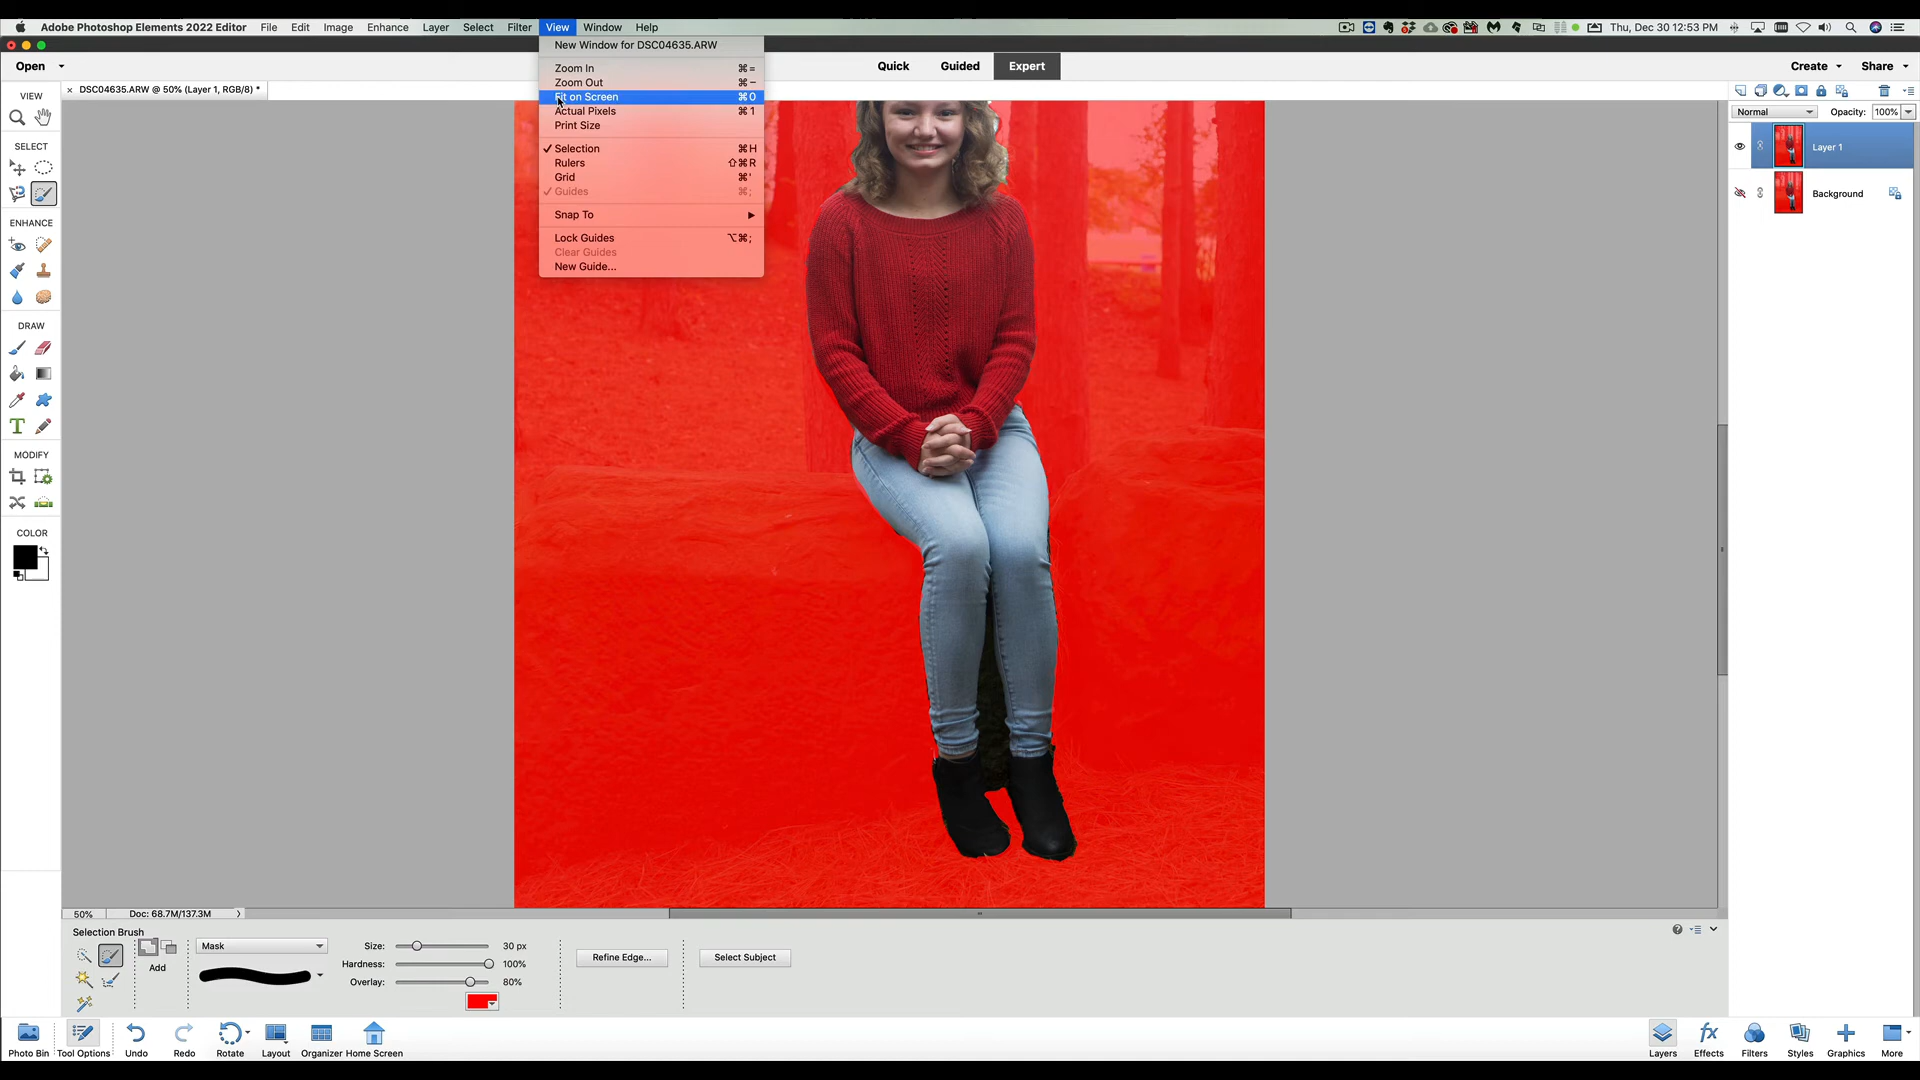 Adobe Photoshop Elements 2022 Editor File Edit Image Enhance Layer Select Filter View Window Help Thu, Dec 30 12:53 PM
Open Quick Guided Expert Create Share
× DSC04635.ARW @ 50% (Layer 1, RGB/8) *
New Window for DSC04635.ARW
Zoom In ⌘=
Zoom Out ⌘−
Fit on Screen ⌘0
Actual Pixels ⌘1
Print Size
✓ Selection ⌘H
Rulers ⇧⌘R
Grid ⌘'
✓ Guides ⌘;
Snap To ▶
Lock Guides ⌥⌘;
Clear Guides
New Guide...
VIEW
SELECT
ENHANCE
DRAW
T
MODIFY
COLOR
Normal Opacity: 100%
Layer 1
Background
50% Doc: 68.7M/137.3M
Selection Brush
Add
Mask
Size: 30 px
Hardness: 100%
Overlay: 80%
Refine Edge...
Select Subject
Photo Bin Tool Options Undo Redo Rotate Layout Organizer Home Screen
fx
Layers Effects Filters Styles Graphics More